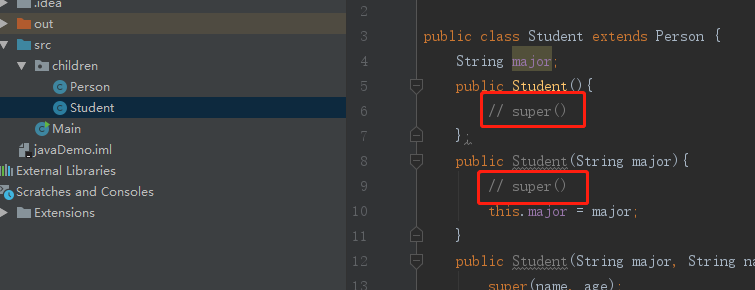 .idea
out
src
children
Person
Student
Main
javaDemo.iml
External Libraries
Scratches and Consoles
Extensions
2
3 public class Student extends Person {
4 String major;
5 public Student(){
6 // super()
7 };
8 public Student(String major){
9 // super()
10 this.major = major;
11 }
12 public Student(String major, String na
super(name, age);